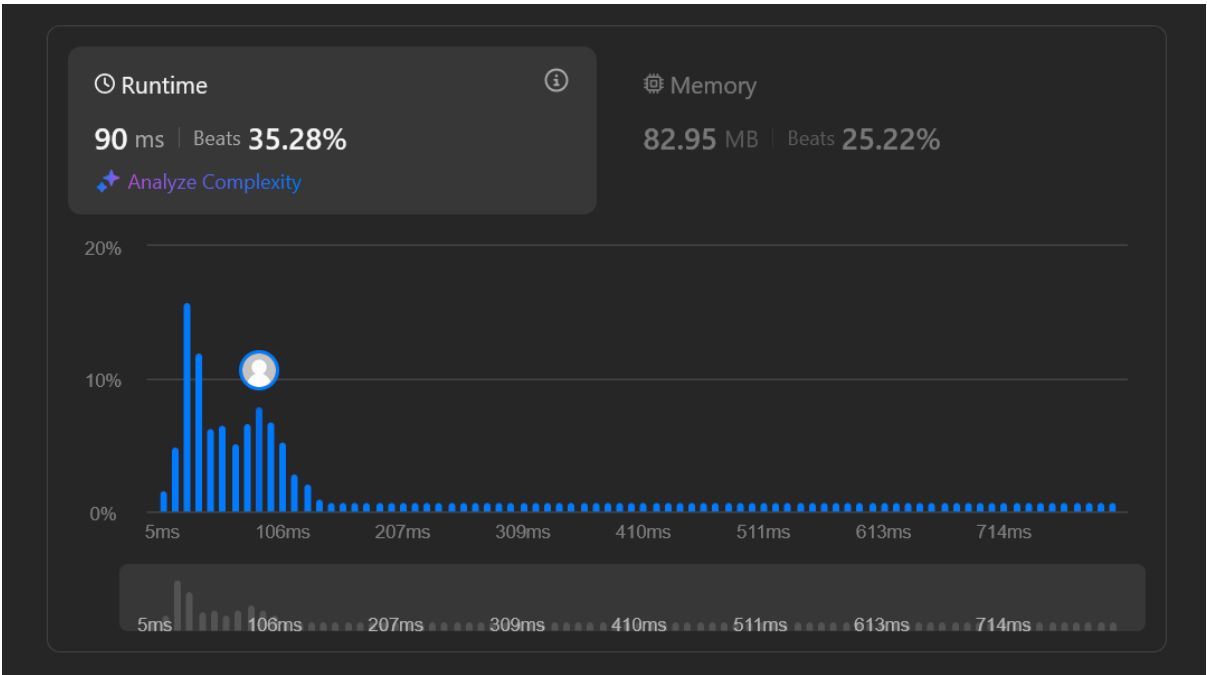 Runtime
90 ms | Beats 35.28%
Analyze Complexity
Memory
82.95 MB | Beats 25.22%
20%
10%
0%
5ms 106ms 207ms 309ms 410ms 511ms 613ms 714ms
5ms 106ms 207ms 309ms 410ms 511ms 613ms 714ms